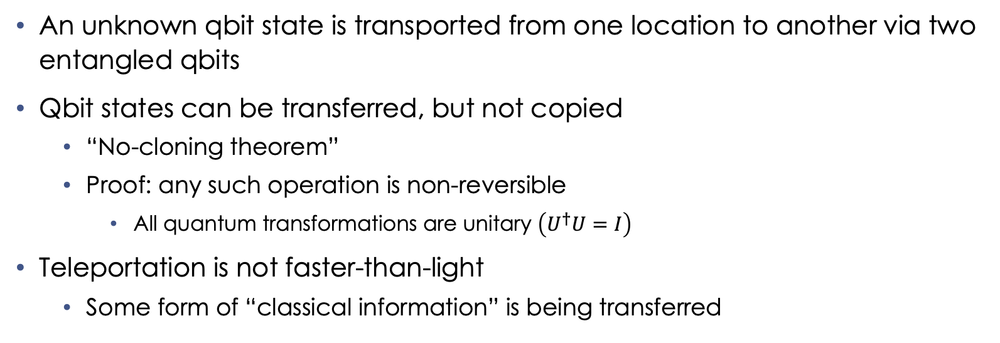 • An unknown qbit state is transported from one location to another via two
entangled qbits
• Qbit states can be transferred, but not copied
• “No-cloning theorem”
• Proof: any such operation is non-reversible
• All quantum transformations are unitary (U†U = I)
• Teleportation is not faster-than-light
• Some form of “classical information” is being transferred